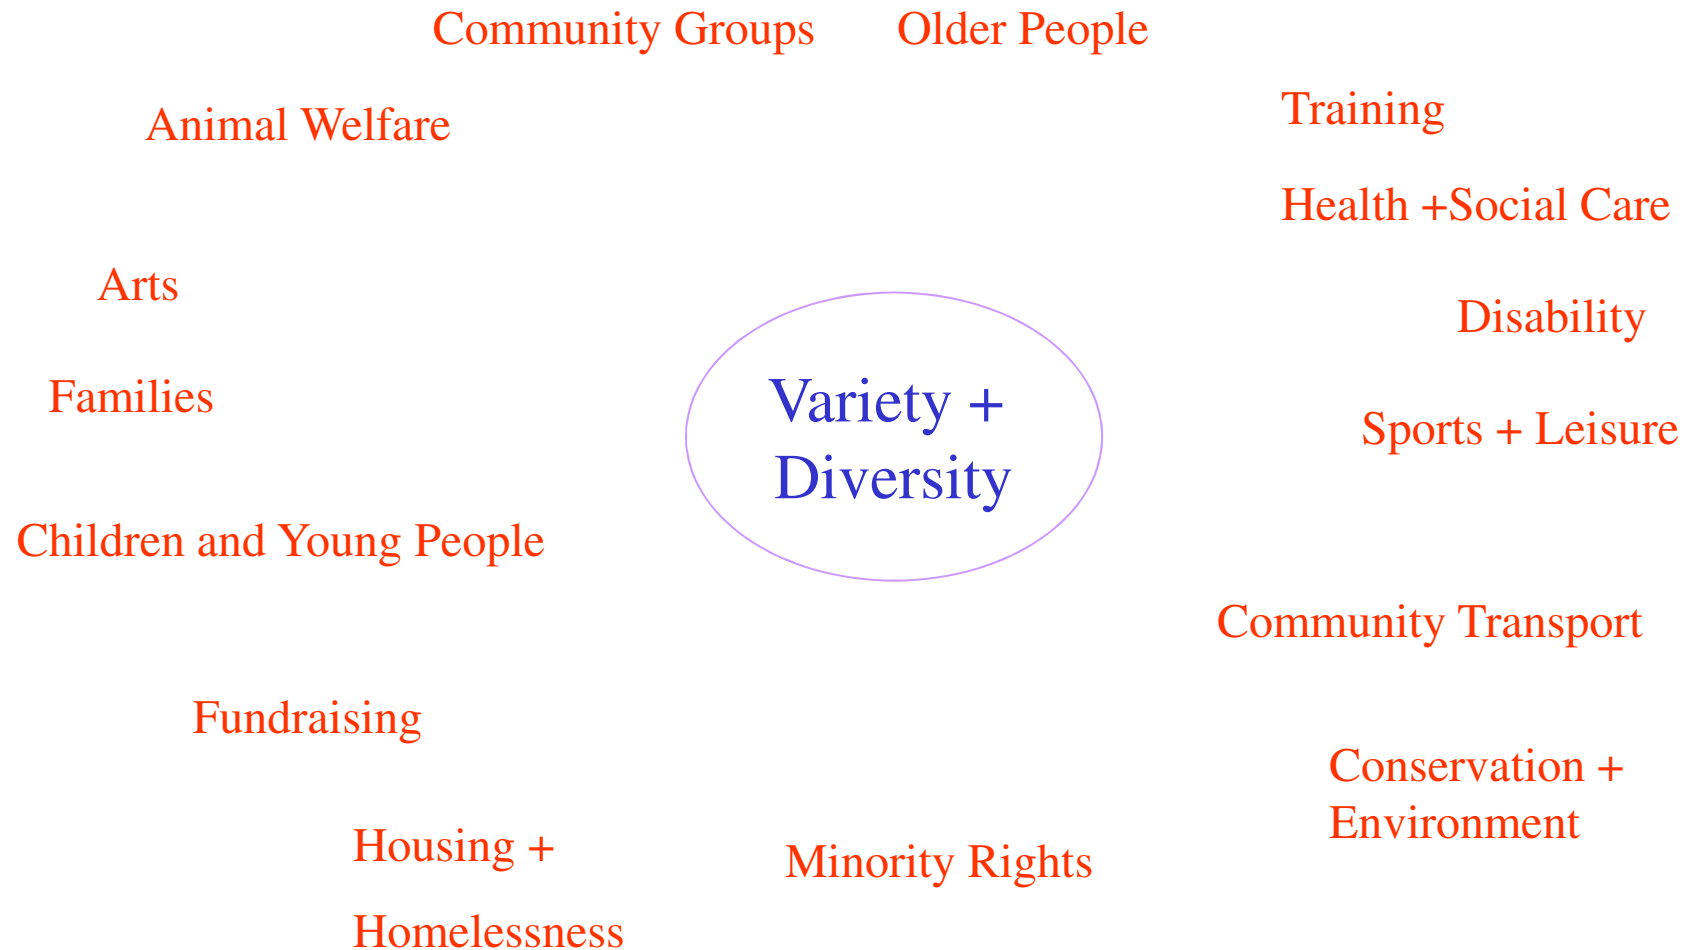 Community Groups
Older People
Training
Animal Welfare
Health +Social Care
Arts
Disability
Families
Variety +
Diversity
Sports + Leisure
Children and Young People
Community Transport
Fundraising
Conservation +
Environment
Housing +
Homelessness
Minority Rights